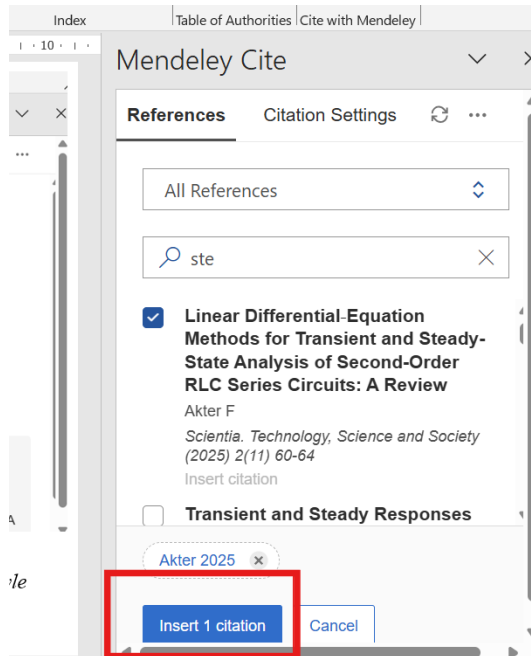 Index
Table of Authorities
Cite with Mendeley
10
Mendeley Cite
References
Citation Settings
All References
ste
Linear Differential-Equation
Methods for Transient and Steady-
State Analysis of Second-Order
RLC Series Circuits: A Review
Akter F
Scientia. Technology, Science and Society
(2025) 2(11) 60-64
Insert citation
Transient and Steady Responses
Akter 2025
Insert 1 citation
Cancel